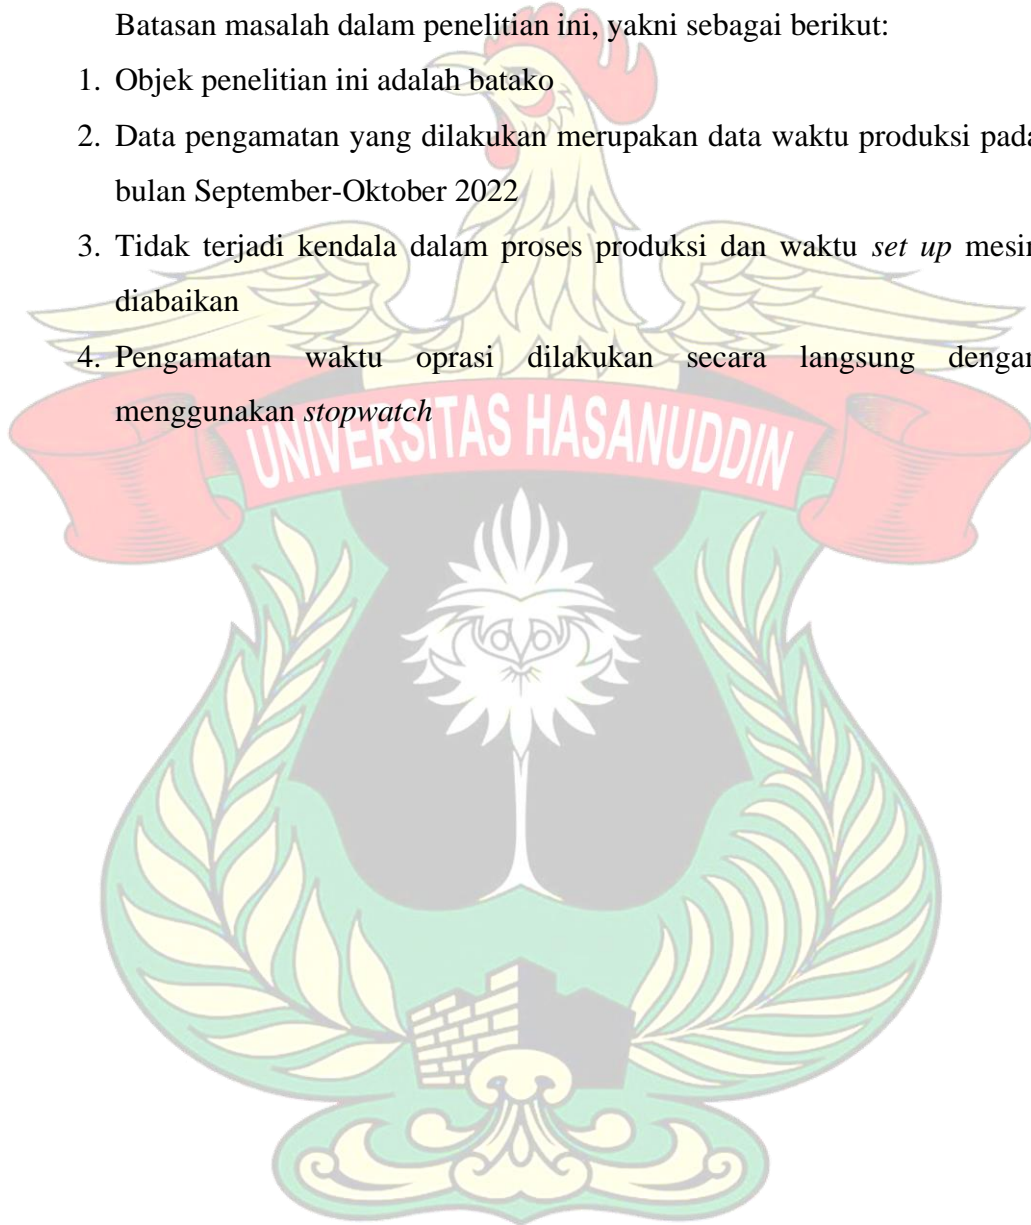 Batasan masalah dalam penelitian ini, yakni sebagai berikut:
1. Objek penelitian ini adalah batako
2. Data pengamatan yang dilakukan merupakan data waktu produksi pada
bulan September-Oktober 2022
3. Tidak terjadi kendala dalam proses produksi dan waktu set up mesin
diabaikan
4. Pengamatan waktu oprasi dilakukan secara langsung dengan
menggunakan stopwatch
UNIVERSITAS HASANUDDIN